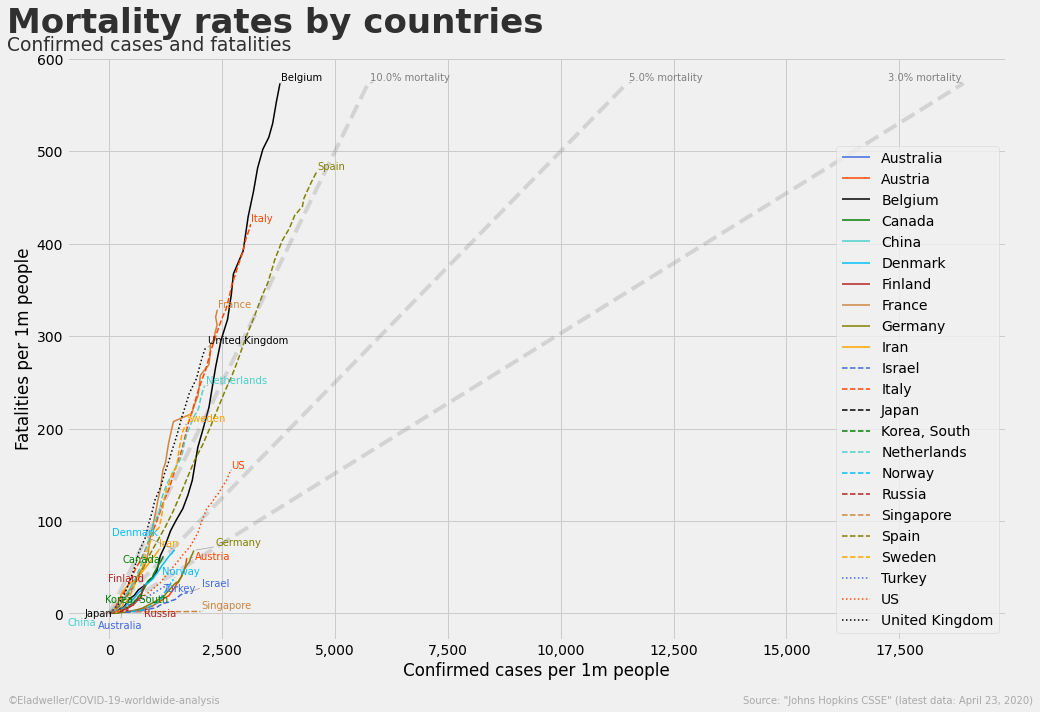 Mortality rates by countries
Confirmed cases and fatalities
600
500
400
300
200
100
0
Fatalities per 1m people
Belgium
10.0% mortality
5.0% mortality
3.0% mortality
Spain
Italy
France
United Kingdom
Netherlands
Sweden
US
Denmark
Iran
Germany
Canada
Austria
Norway
Finland
Turkey
Israel
Korea, South
Singapore
Japan
Russia
China
Australia
Australia
Austria
Belgium
Canada
China
Denmark
Finland
France
Germany
Iran
Israel
Italy
Japan
Korea, South
Netherlands
Norway
Russia
Singapore
Spain
Sweden
Turkey
US
United Kingdom
0 2,500 5,000 7,500 10,000 12,500 15,000 17,500
Confirmed cases per 1m people
©Eladweller/COVID-19-worldwide-analysis
Source: "Johns Hopkins CSSE" (latest data: April 23, 2020)